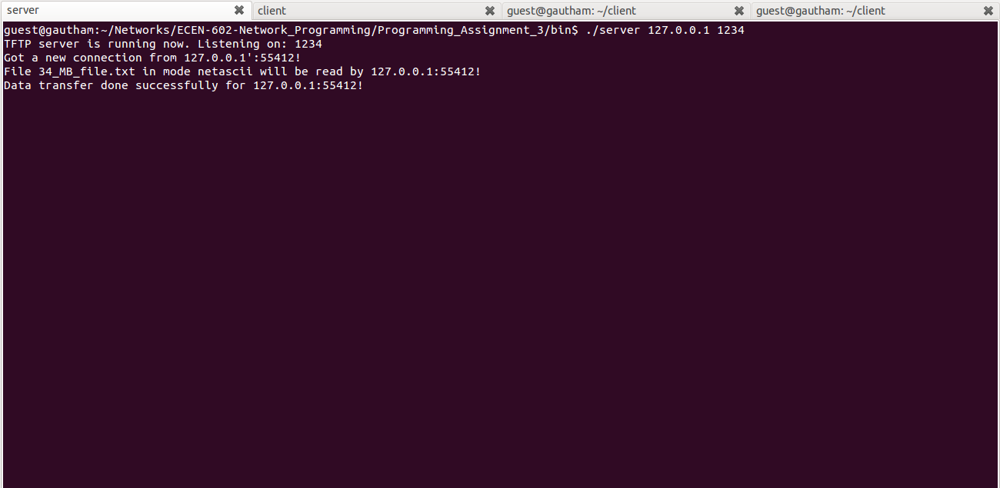 server client guest@gautham: ~/client guest@gautham: ~/client
guest@gautham:~/Networks/ECEN-602-Network_Programming/Programming_Assignment_3/bin$ ./server 127.0.0.1 1234
TFTP server is running now. Listening on: 1234
Got a new connection from 127.0.0.1':55412!
File 34_MB_file.txt in mode netascii will be read by 127.0.0.1:55412!
Data transfer done successfully for 127.0.0.1:55412!